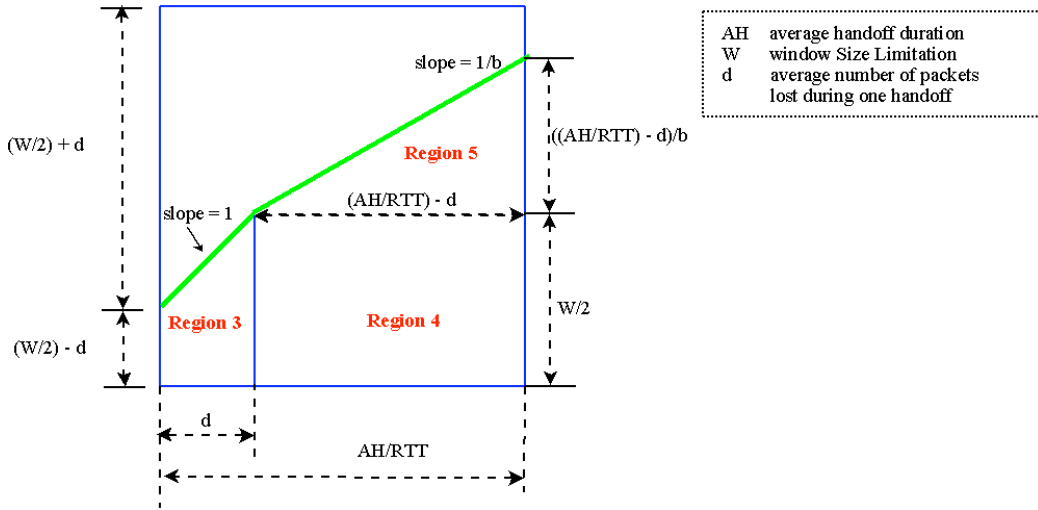 slope = 1/b
AH average handoff duration
W window Size Limitation
d average number of packets
lost during one handoff
(W/2) + d
((AH/RTT) - d)/b
Region 5
(AH/RTT) - d
slope = 1
W/2
Region 3
Region 4
(W/2) - d
d
AH/RTT